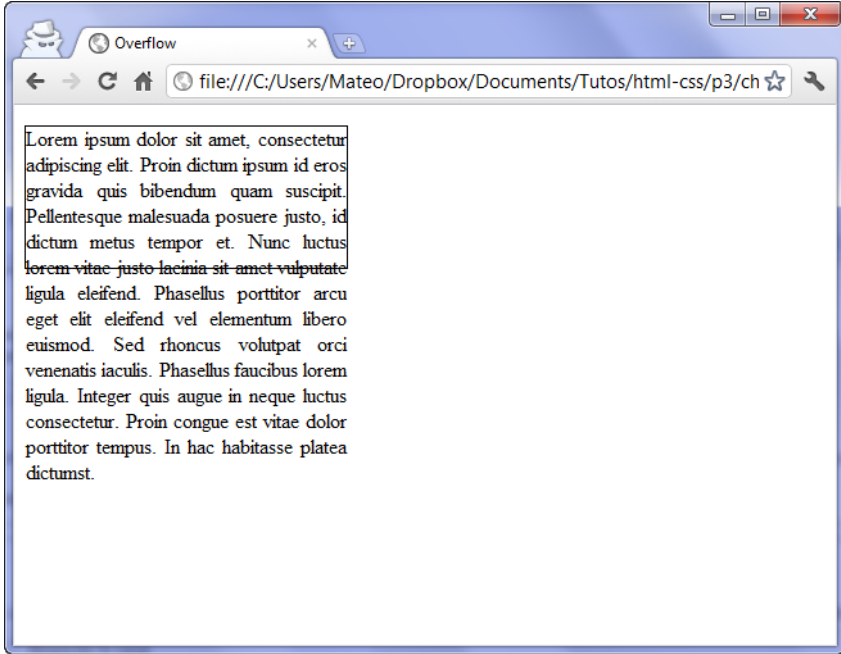 Overflow
file:///C:/Users/Mateo/Dropbox/Documents/Tutos/html-css/p3/ch
Lorem ipsum dolor sit amet, consectetur
adipiscing elit. Proin dictum ipsum id eros
gravida quis bibendum quam suscipit.
Pellentesque malesuada posuere justo, id
dictum metus tempor et. Nunc luctus
lorem vitae justo lacinia sit amet vulputate
ligula eleifend. Phasellus porttitor arcu
eget elit eleifend vel elementum libero
euismod. Sed rhoncus volutpat orci
venenatis iaculis. Phasellus faucibus lorem
ligula. Integer quis augue in neque luctus
consectetur. Proin congue est vitae dolor
porttitor tempus. In hac habitasse platea
dictumst.